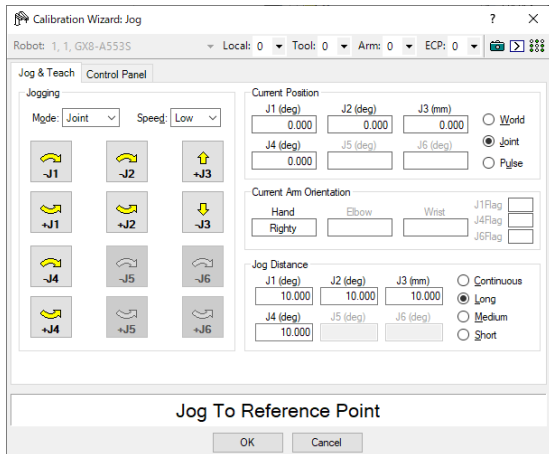 Calibration Wizard: Jog
Robot: 1, 1, GX8-A553S Local: 0 Tool: 0 Arm: 0 ECP: 0
Jog & Teach Control Panel
Jogging
Mode: Joint Speed: Low
-J1 -J2 +J3
+J1 +J2 -J3
-J4 -J5 -J6
+J4 +J5 +J6
Current Position
J1 (deg) J2 (deg) J3 (mm)
0.000 0.000 0.000
J4 (deg) J5 (deg) J6 (deg)
0.000
World
Joint
Pulse
Current Arm Orientation
Hand Elbow Wrist
Righty
J1Flag
J4Flag
J6Flag
Jog Distance
J1 (deg) J2 (deg) J3 (mm)
10.000 10.000 10.000
J4 (deg) J5 (deg) J6 (deg)
10.000
Continuous
Long
Medium
Short
Jog To Reference Point
OK Cancel